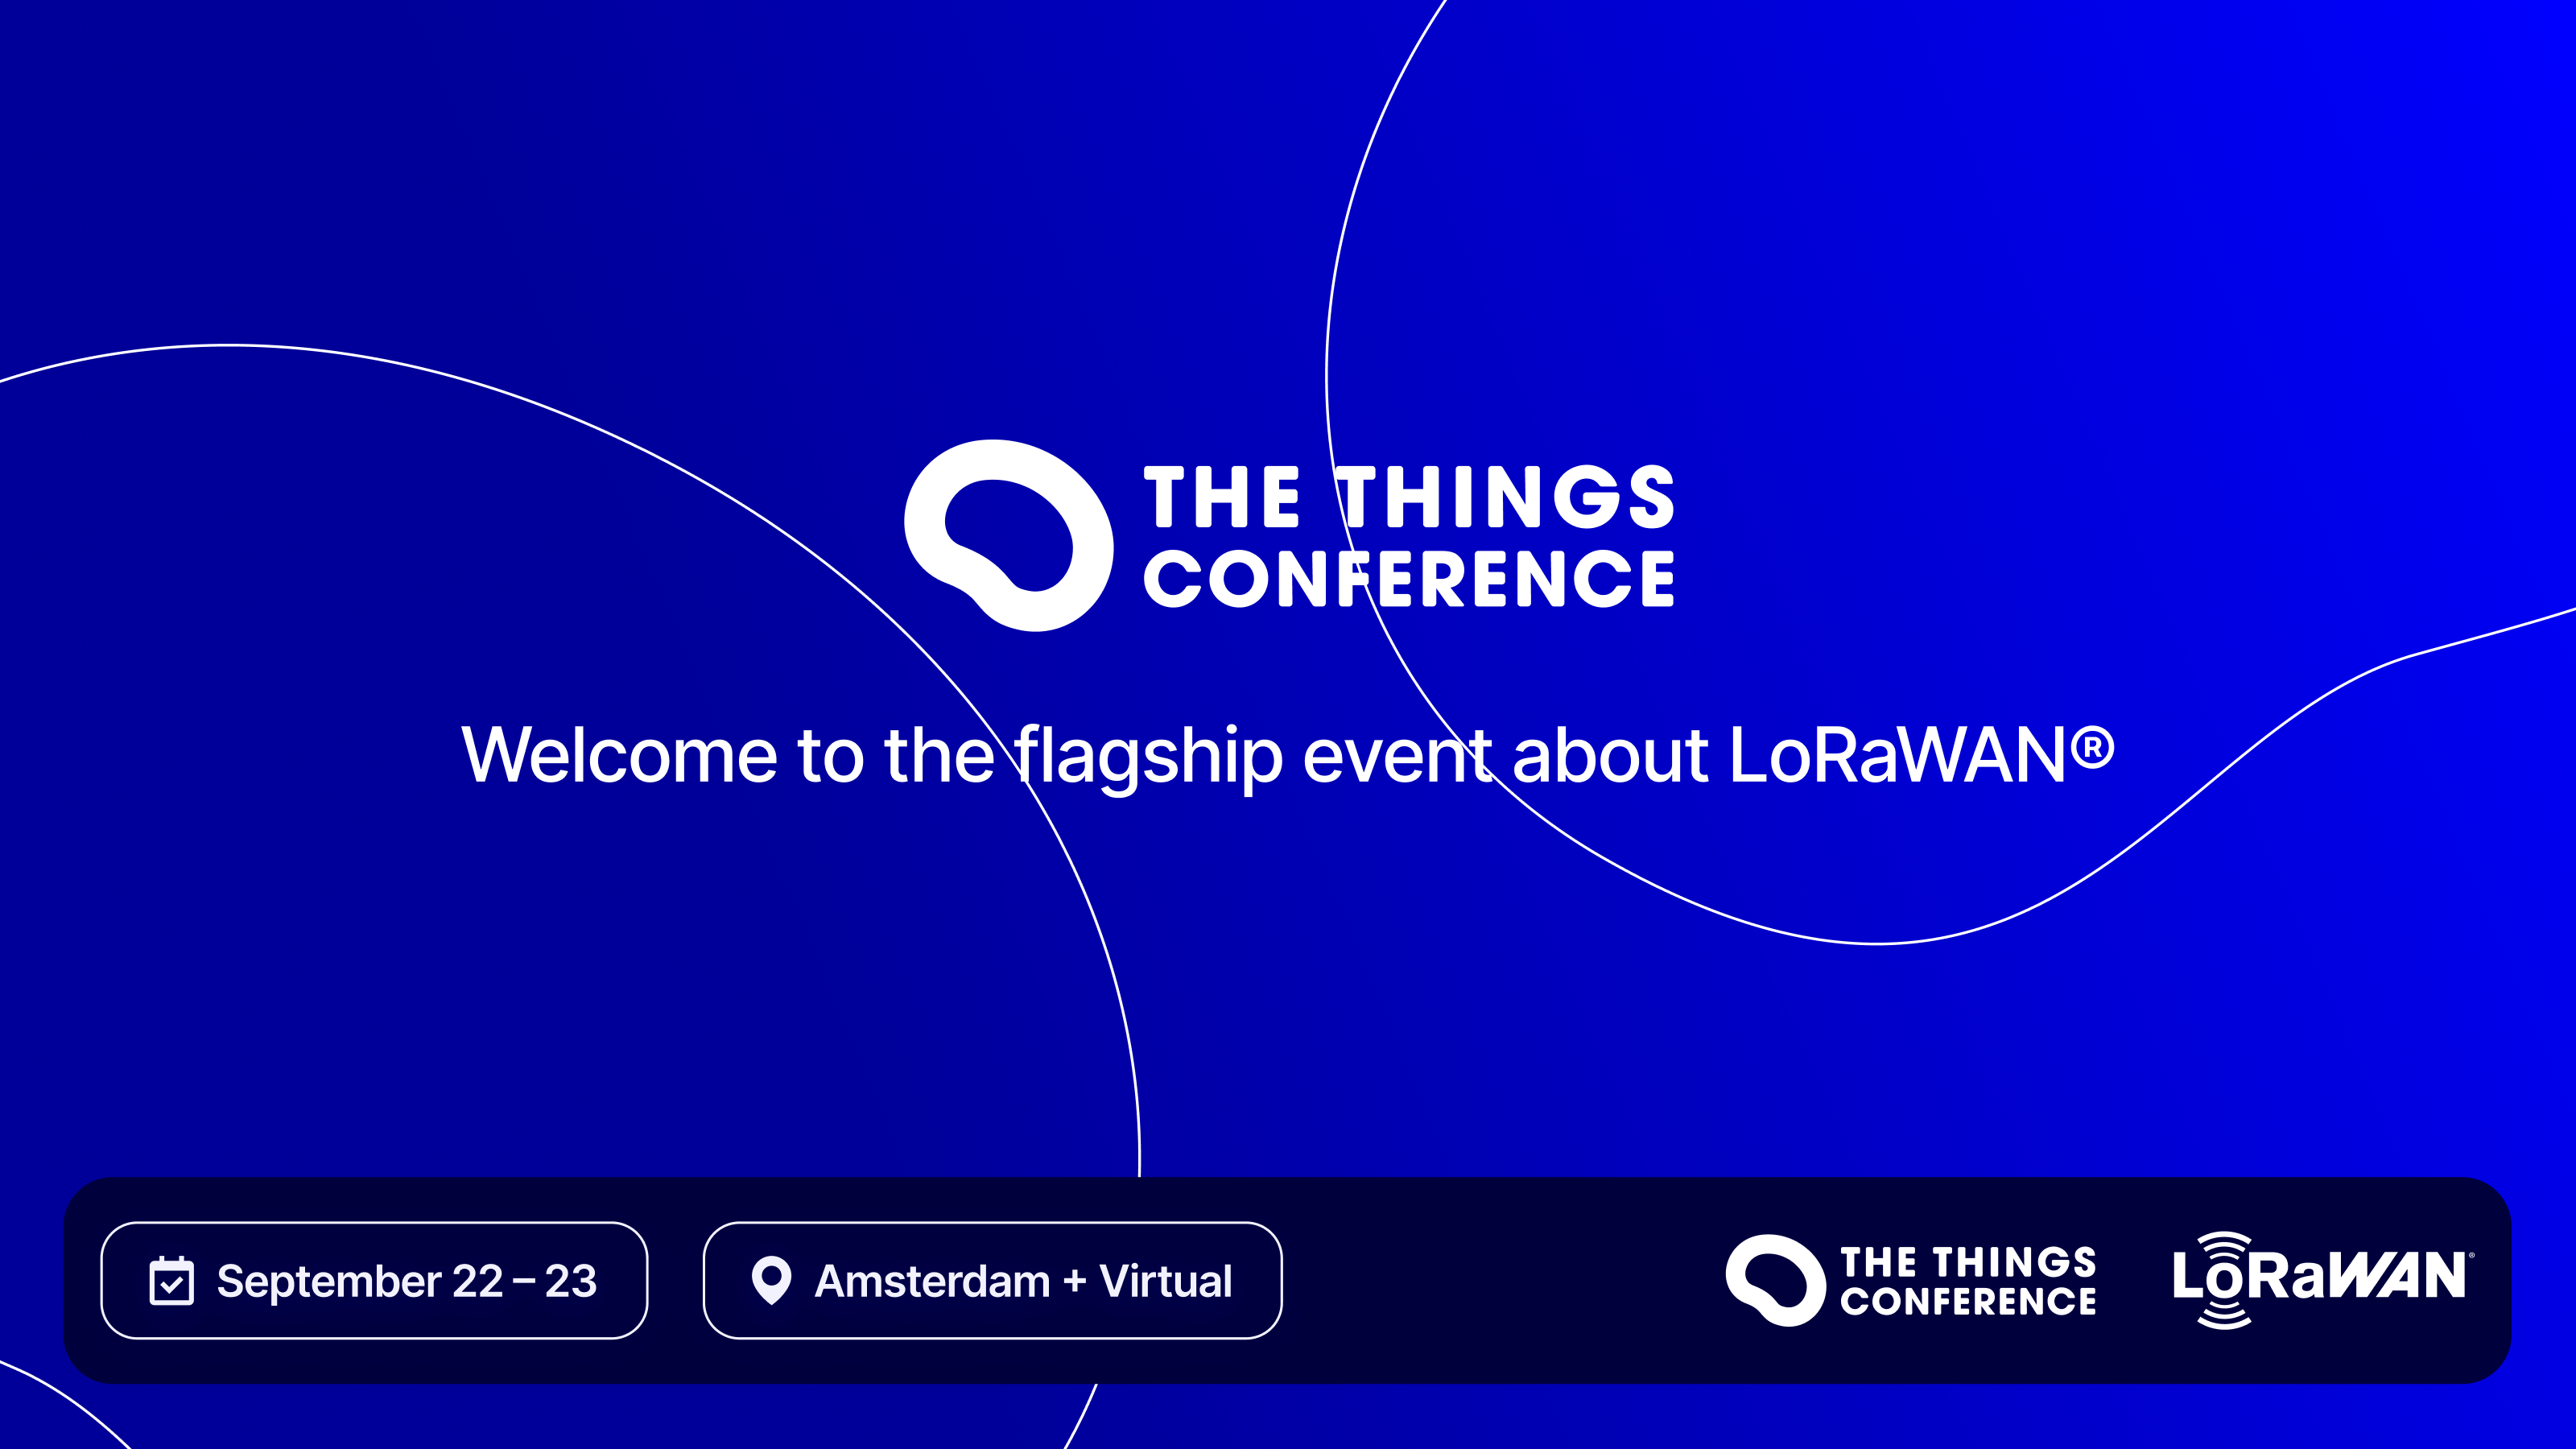 THE THINGS
CONFERENCE
Welcome to the flagship event about LoRaWAN®
September 22 – 23
Amsterdam + Virtual
THE THINGS
CONFERENCE
LoRaWAN®